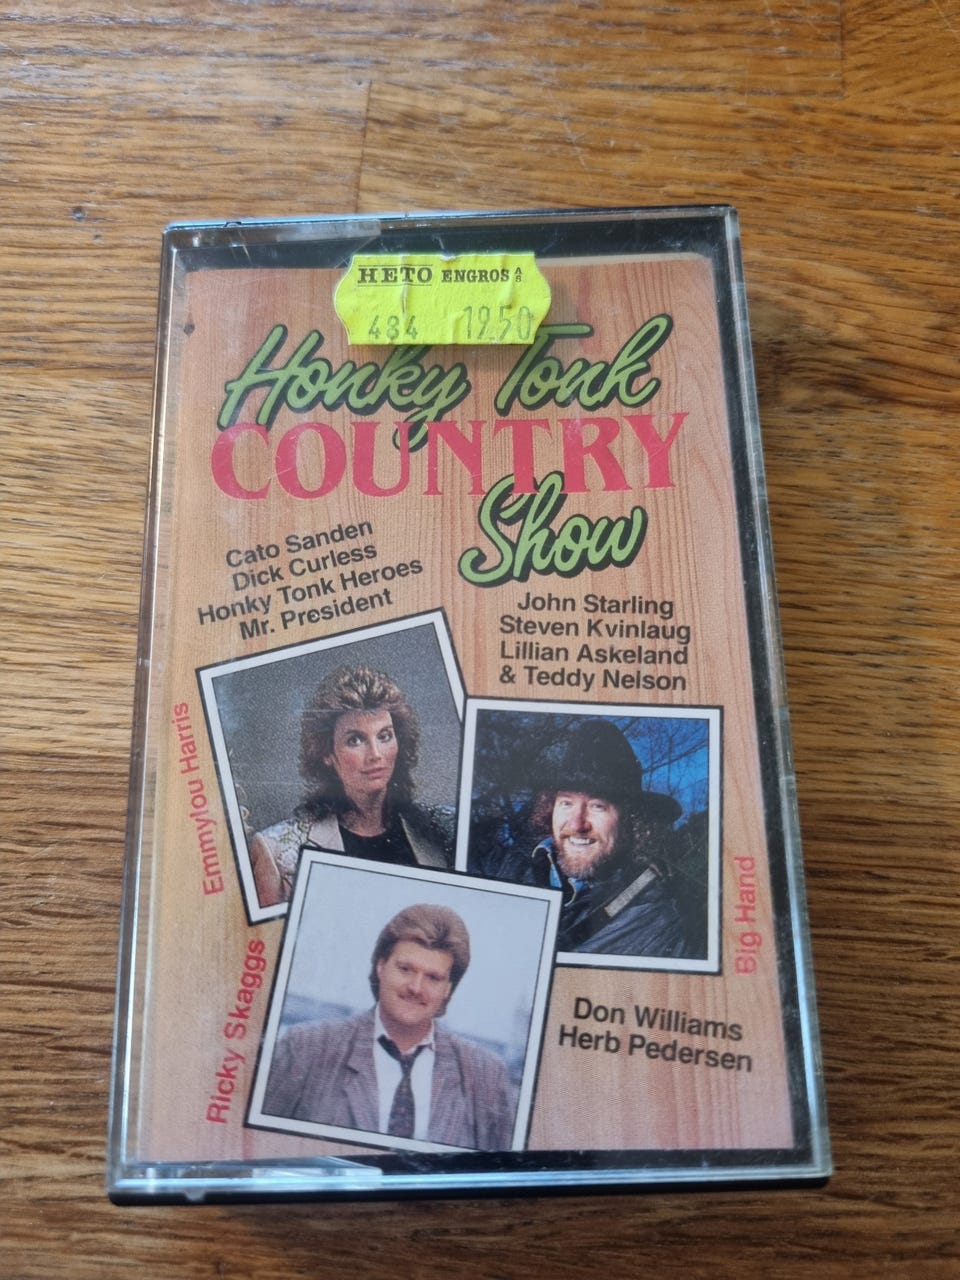 HETO ENGROS A/S
484 19.50
Honky Tonk
COUNTRY
Show
Cato Sanden
Dick Curless
Honky Tonk Heroes
Mr. President
John Starling
Steven Kvinlaug
Lillian Askeland
& Teddy Nelson
Emmylou Harris
Big Hand
Ricky Skaggs
Don Williams
Herb Pedersen